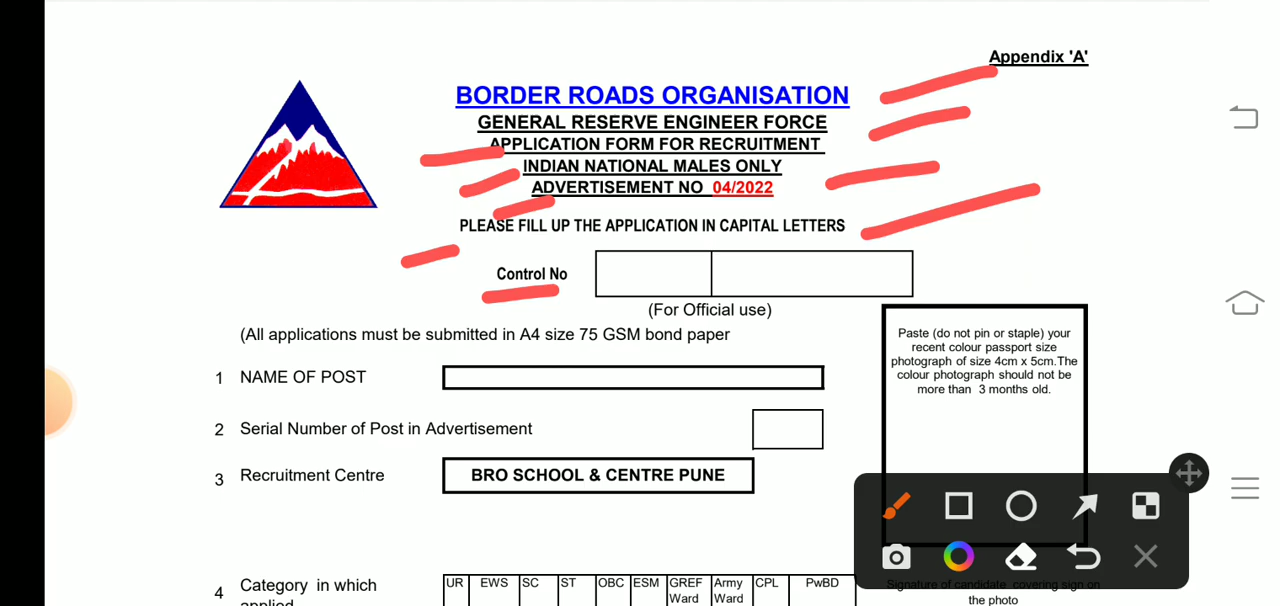 Appendix 'A'
BORDER ROADS ORGANISATION
GENERAL RESERVE ENGINEER FORCE
APPLICATION FORM FOR RECRUITMENT
INDIAN NATIONAL MALES ONLY
ADVERTISEMENT NO 04/2022
PLEASE FILL UP THE APPLICATION IN CAPITAL LETTERS
Control No
(For Official use)
(All applications must be submitted in A4 size 75 GSM bond paper
Paste (do not pin or staple) your
recent colour passport size
photograph of size 4cm x 5cm.The
colour photograph should not be
more than 3 months old.
1 NAME OF POST
2 Serial Number of Post in Advertisement
3 Recruitment Centre BRO SCHOOL & CENTRE PUNE
4 Category in which
applied
UR EWS SC ST OBC ESM GREF Ward Army Ward CPL PwBD
Signature of candidate covering sign on
the photo